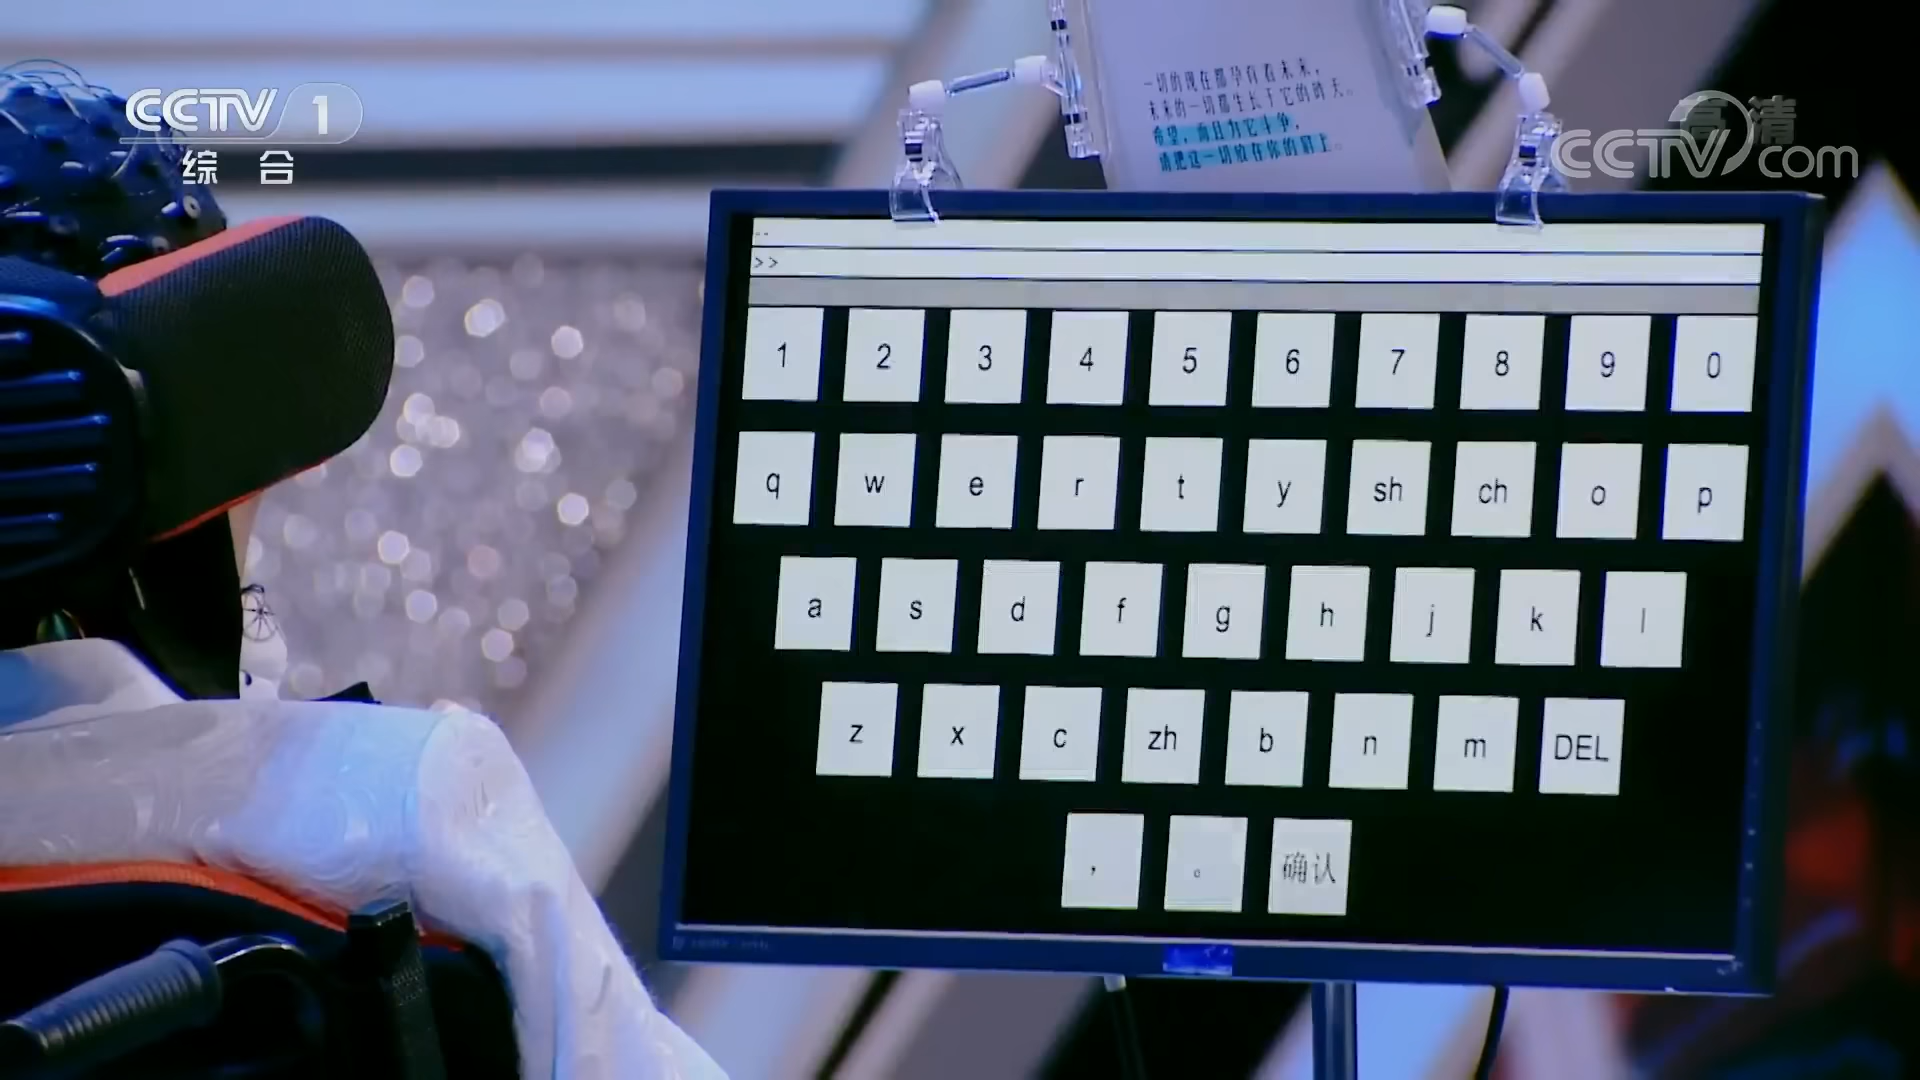 CCTV 1
综合
高清
CCTV.com
一切的现在都孕育着未来，
未来的一切都生长于它的昨天。
希望，而且为它斗争，
请把这一切放在你的肩上。
--
>>
1 2 3 4 5 6 7 8 9 0
q w e r t y sh ch o p
a s d f g h j k l
z x c zh b n m DEL
， 。 确认